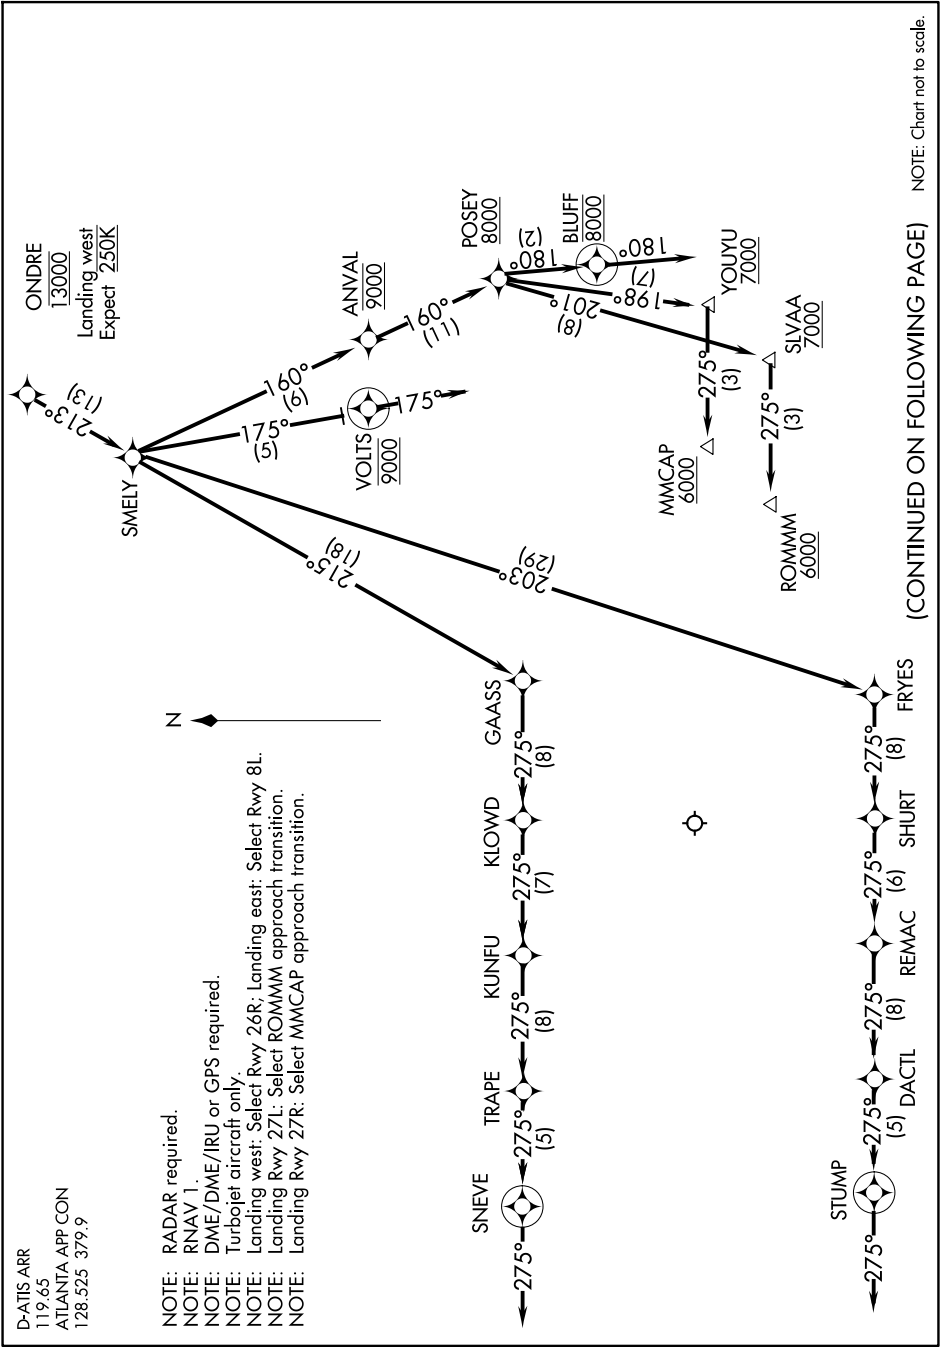 D-ATIS ARR
119.65
ATLANTA APP CON
128.525 379.9
NOTE: RADAR required.
NOTE: RNAV 1.
NOTE: DME/DME/IRU or GPS required.
NOTE: Turbojet aircraft only.
NOTE: Landing west: Select Rwy 26R; Landing east: Select Rwy 8L.
NOTE: Landing Rwy 27L: Select ROMMM approach transition.
NOTE: Landing Rwy 27R: Select MMCAP approach transition.
N
ONDRE
13000
Landing west
Expect 250K
213°
(13)
SMELY
160°
(9)
ANVAL
9000
175°
(5)
VOLTS
9000
175°
160°
(11)
POSEY
8000
180°
(2)
BLUFF
8000
180°
198°
(7)
YOUYU
7000
201°
(8)
SLVAA
7000
275°
(3)
MMCAP
6000
275°
(3)
ROMMM
6000
215°
(18)
203°
(29)
GAASS
275°
(8)
KLOWD
275°
(7)
KUNFU
275°
(8)
TRAPE
275°
(5)
SNEVE
275°
FRYES
275°
(8)
SHURT
275°
(6)
REMAC
275°
(8)
DACTL
275°
(5)
STUMP
275°
(CONTINUED ON FOLLOWING PAGE)
NOTE: Chart not to scale.